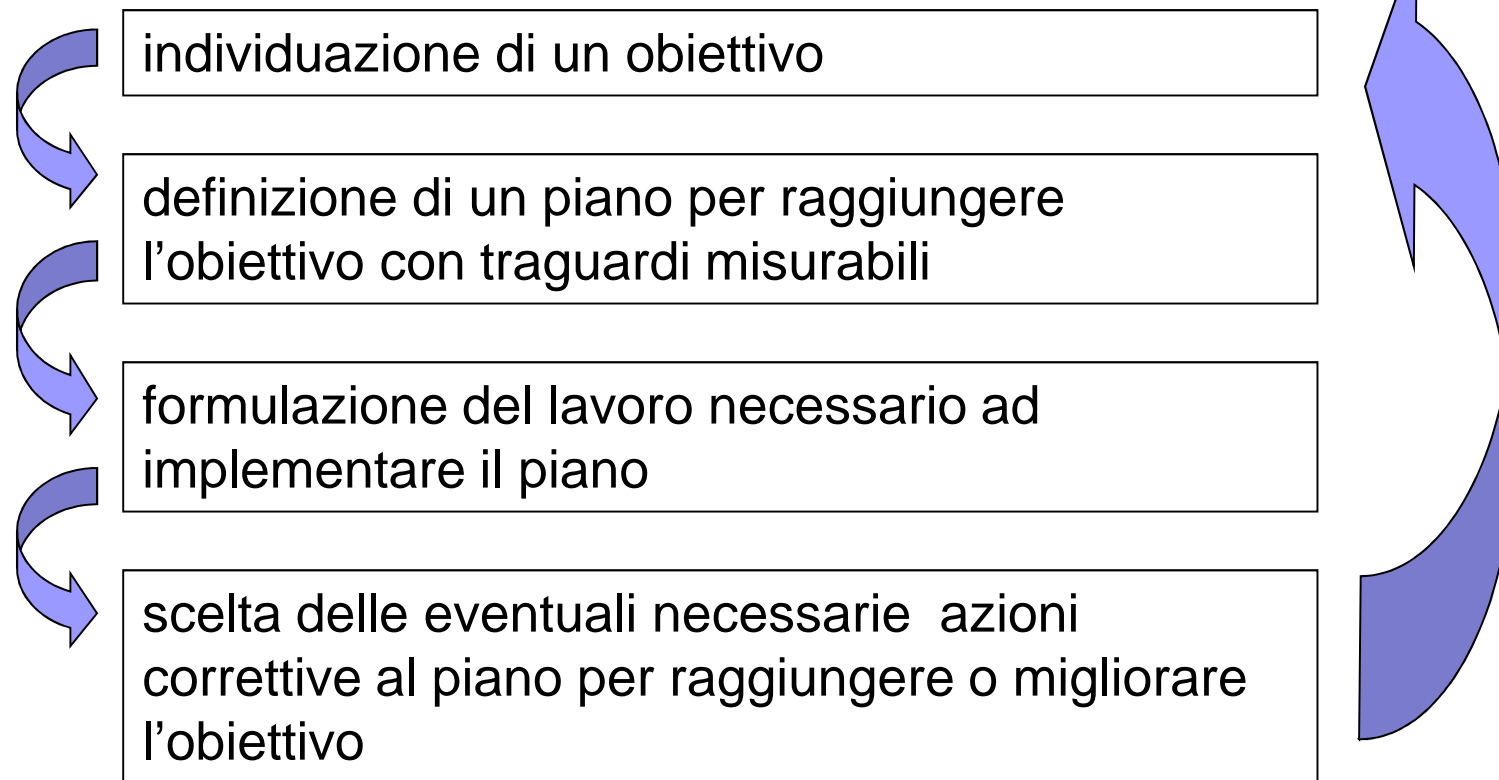 individuazione di un obiettivo
definizione di un piano per raggiungere
l’obiettivo con traguardi misurabili
formulazione del lavoro necessario ad
implementare il piano
scelta delle eventuali necessarie  azioni
correttive al piano per raggiungere o migliorare
l’obiettivo